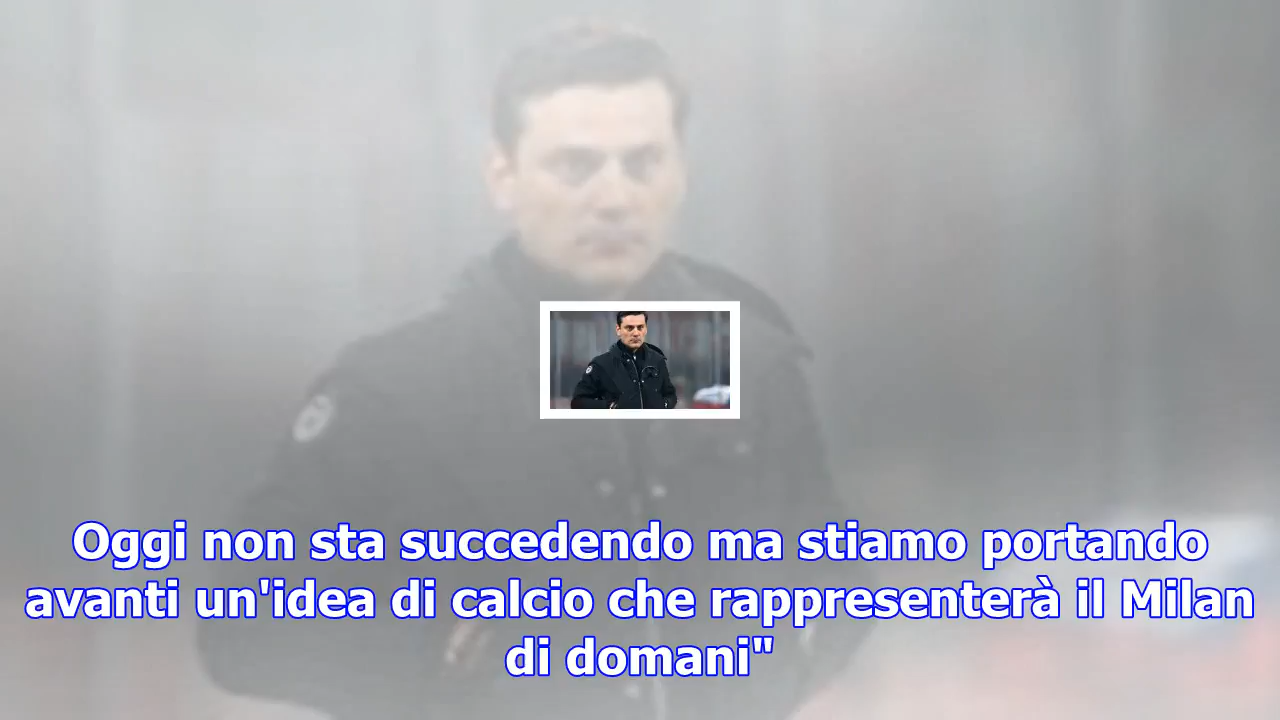 Oggi non sta succedendo ma stiamo portando
avanti un'idea di calcio che rappresenterà il Milan
di domani"